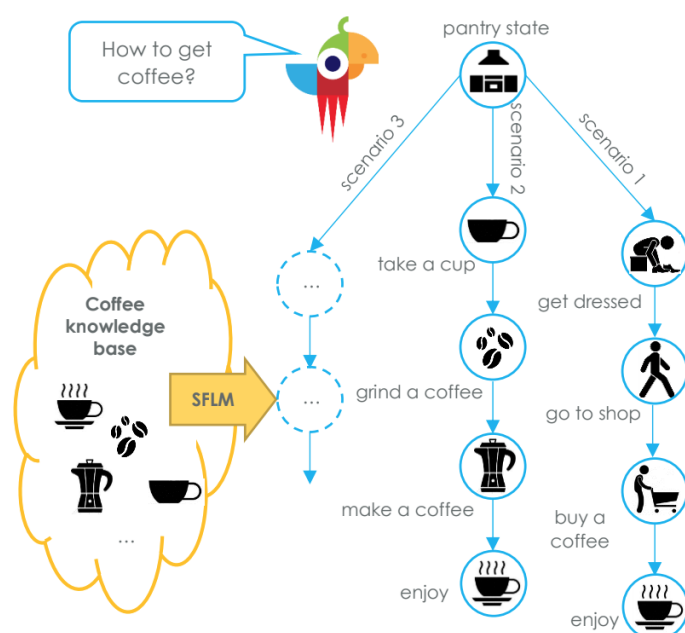 How to get
coffee?
pantry state
scenario 3
scenario 2
scenario 1
take a cup
get dressed
Coffee
knowledge
base
SFLM
...
...
grind a coffee
go to shop
make a coffee
buy a
coffee
...
enjoy
enjoy